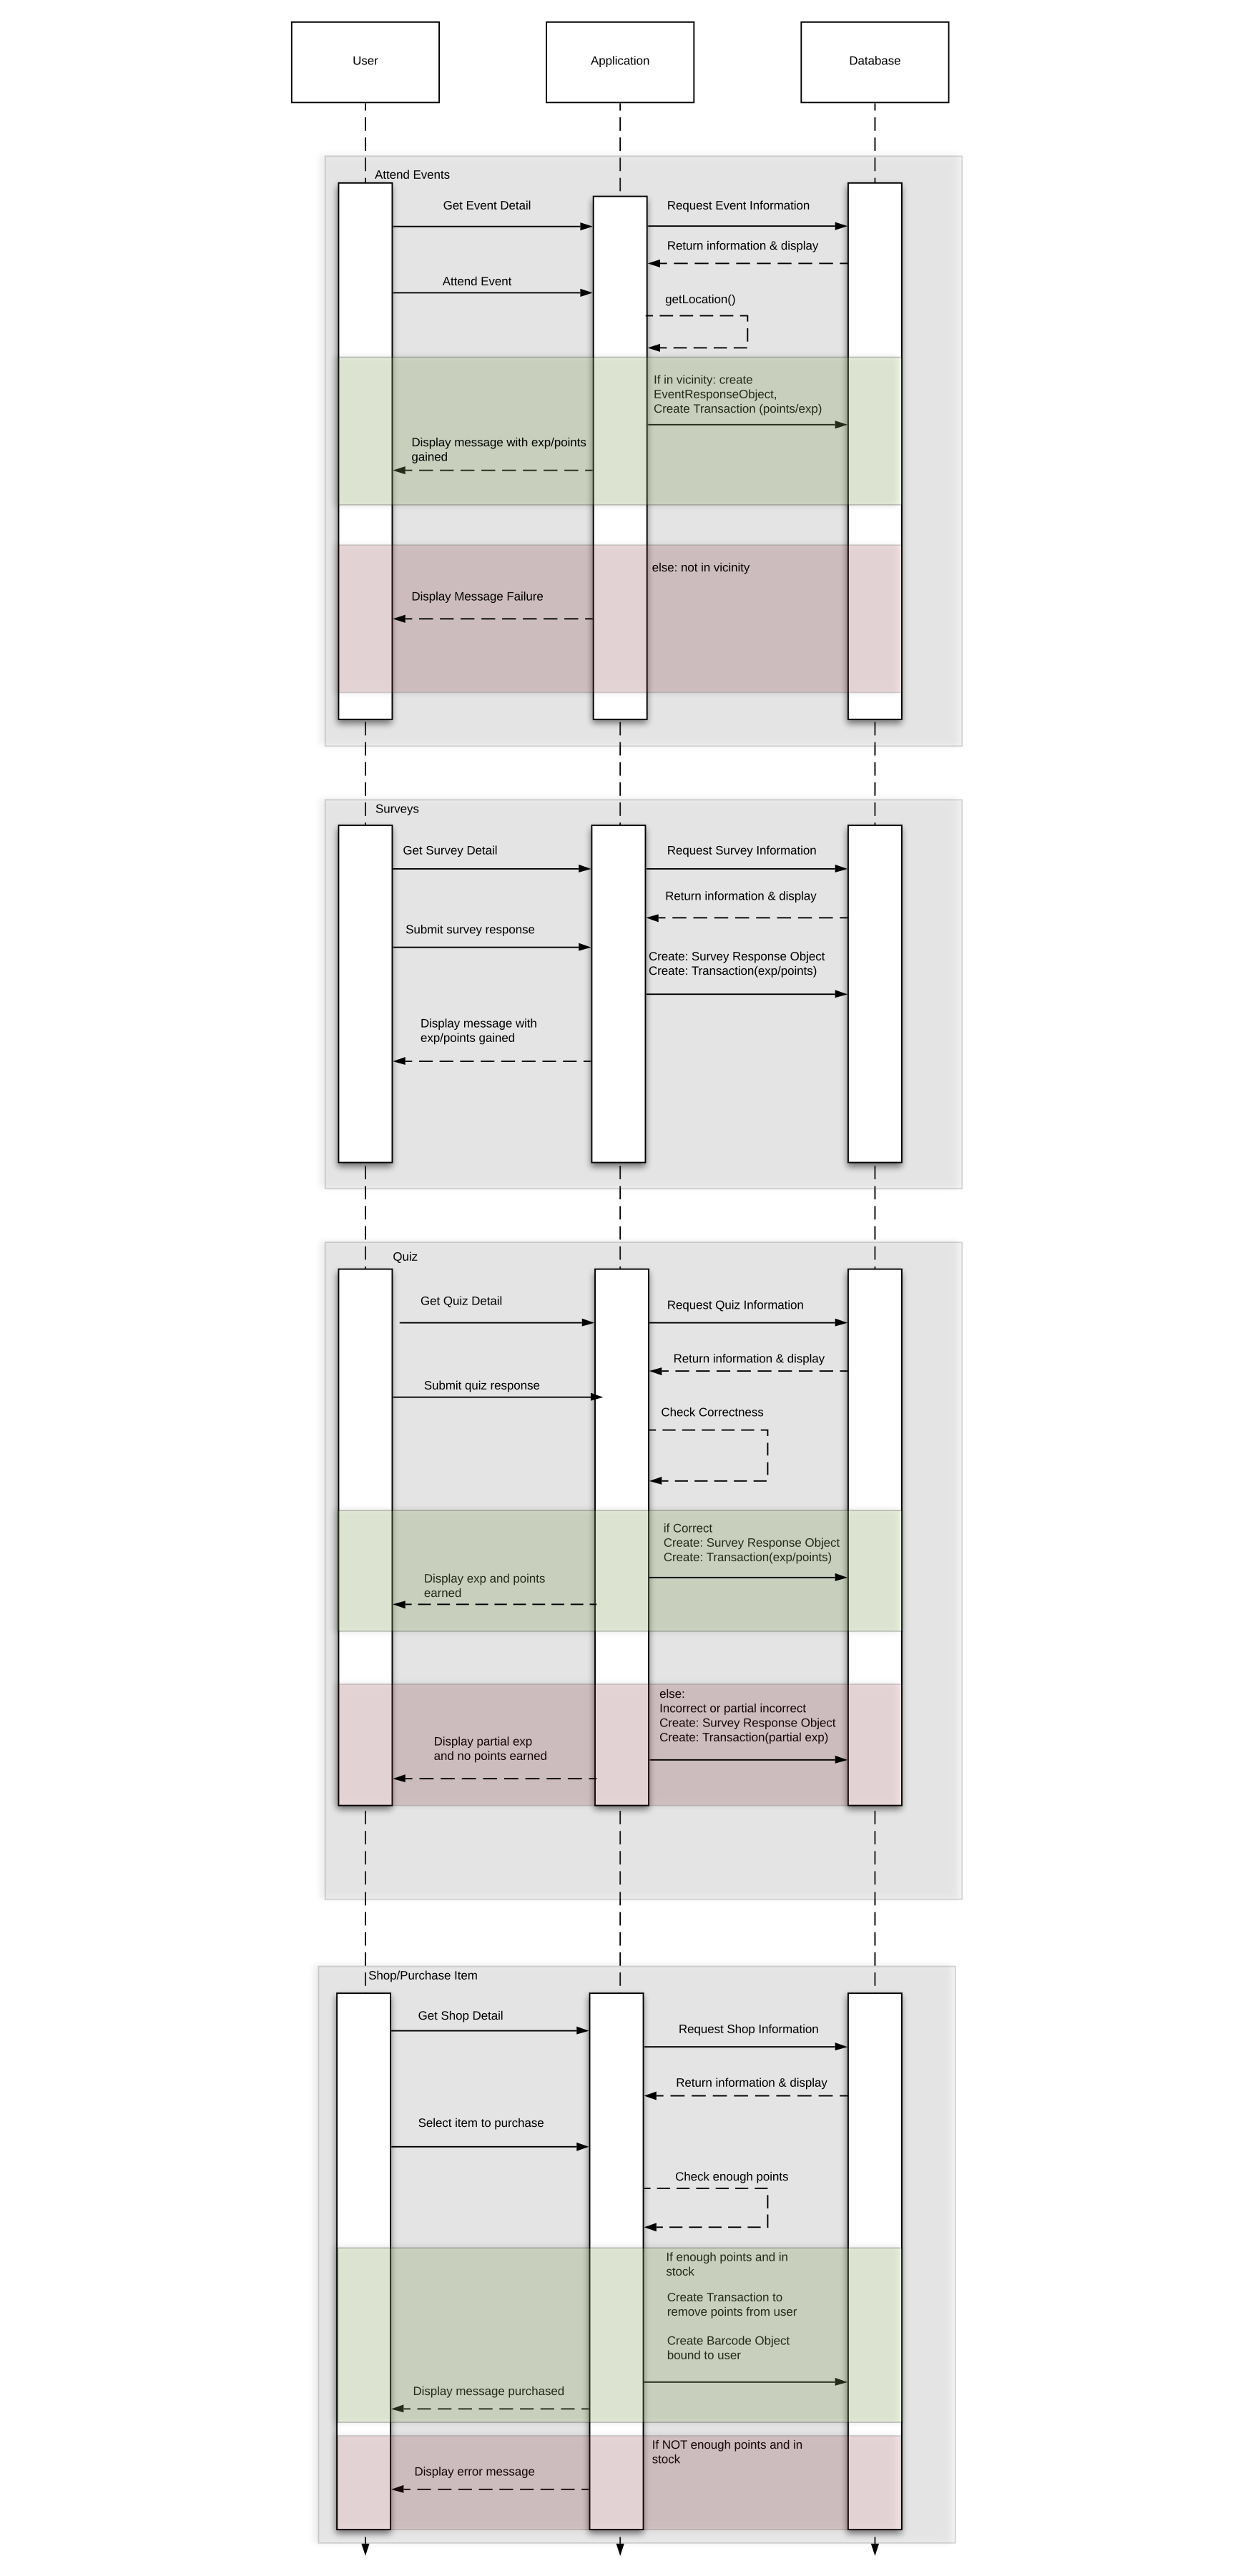 User
Application
Database
Attend Events
Get Event Detail
Request Event Information
Return information & display
Attend Event
getLocation()
If in vicinity: create
EventResponseObject,
Create Transaction (points/exp)
Display message with exp/points
gained
else: not in vicinity
Display Message Failure
Surveys
Get Survey Detail
Request Survey Information
Return information & display
Submit survey response
Create: Survey Response Object
Create: Transaction(exp/points)
Display message with
exp/points gained
Quiz
Get Quiz Detail
Request Quiz Information
Return information & display
Submit quiz response
Check Correctness
if Correct
Create: Survey Response Object
Create: Transaction(exp/points)
Display exp and points
earned
else:
Incorrect or partial incorrect
Create: Survey Response Object
Create: Transaction(partial exp)
Display partial exp
and no points earned
Shop/Purchase Item
Get Shop Detail
Request Shop Information
Return information & display
Select item to purchase
Check enough points
If enough points and in
stock
Create Transaction to
remove points from user
Create Barcode Object
bound to user
Display message purchased
If NOT enough points and in
stock
Display error message